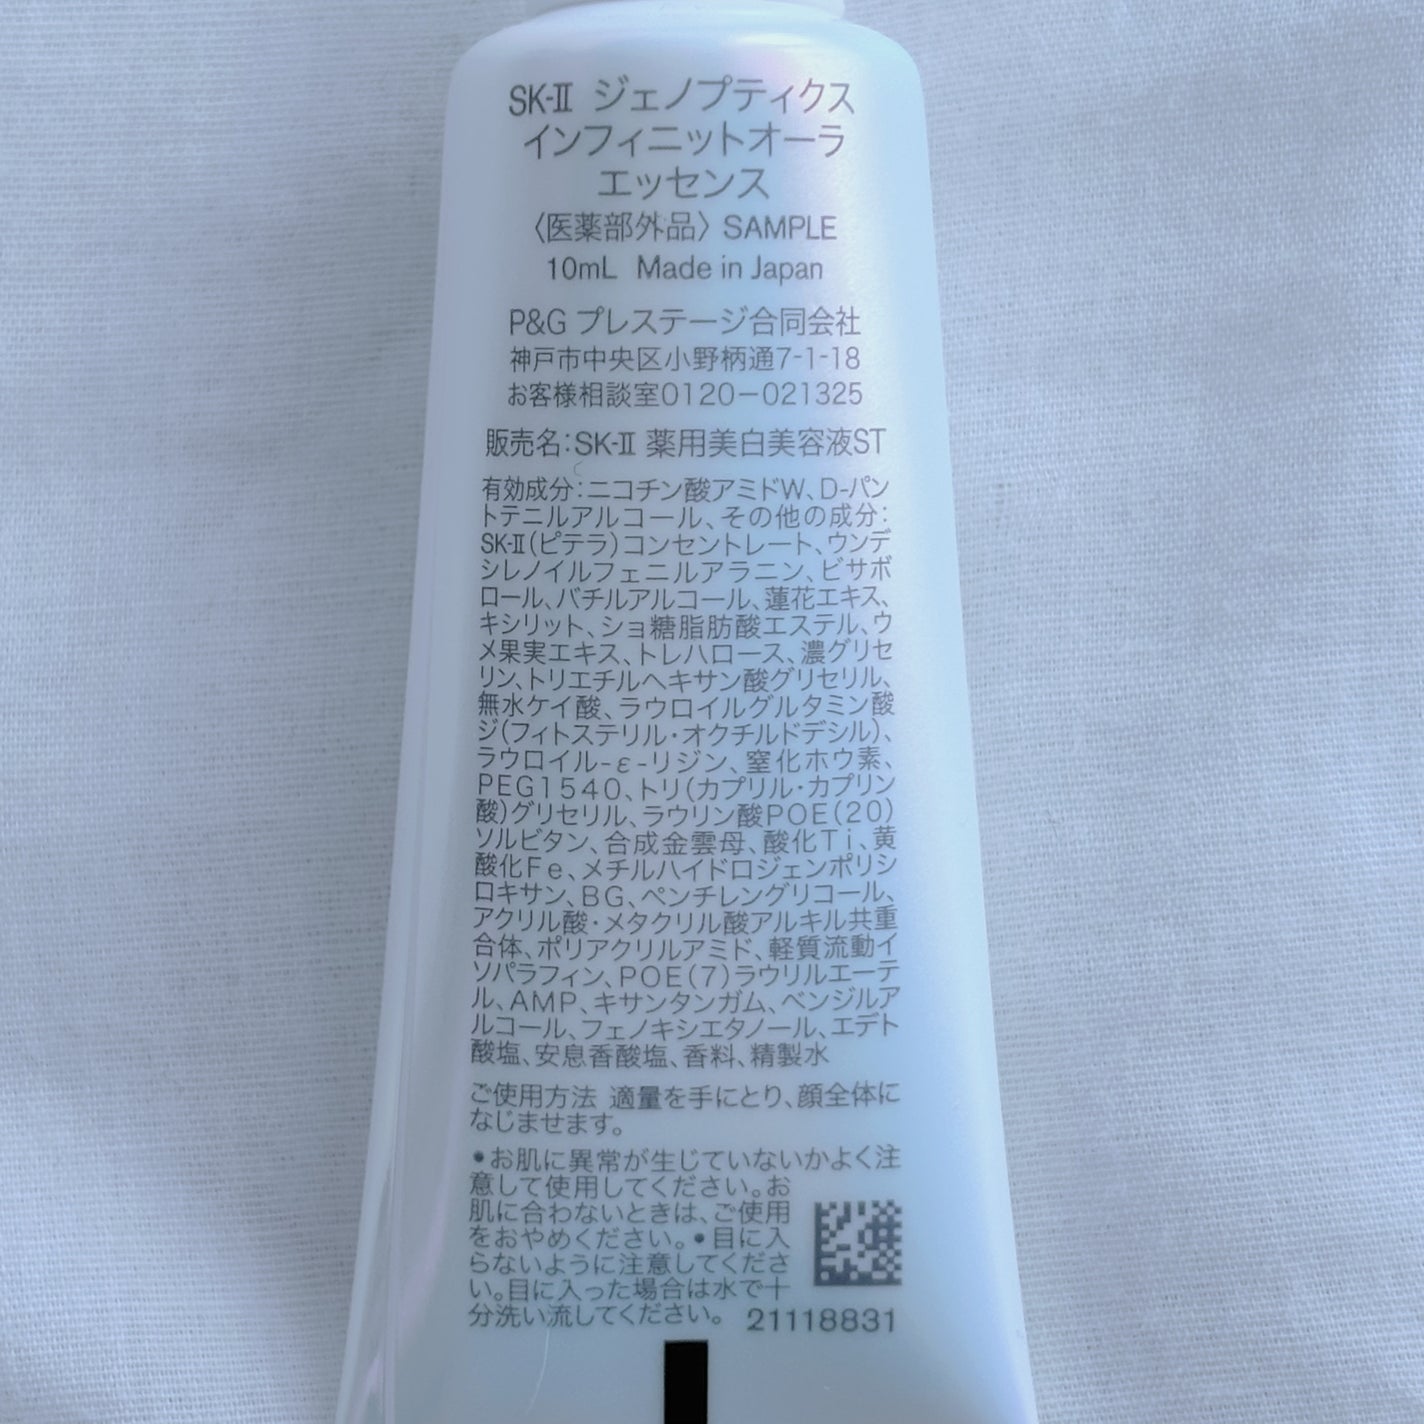 SK-Ⅱ ジェノプティクス
インフィニットオーラ
エッセンス
〈医薬部外品〉 SAMPLE
10mL Made in Japan
P&G プレステージ合同会社
神戸市中央区小野柄通7-1-18
お客様相談室0120−021325
販売名:SK-Ⅱ 薬用美白美容液ST
有効成分:ニコチン酸アミドW、D-パン
トテニルアルコール、その他の成分:
SK-Ⅱ(ピテラ)コンセントレート、ウンデ
シレノイルフェニルアラニン、ビサボ
ロール、バチルアルコール、蓮花エキス、
キシリット、ショ糖脂肪酸エステル、ウ
メ果実エキス、トレハロース、濃グリセ
リン、トリエチルヘキサン酸グリセリル、
無水ケイ酸、ラウロイルグルタミン酸
ジ(フィトステリル・オクチルドデシル)、
ラウロイル-ε-リジン、窒化ホウ素、
PEG1540、トリ(カプリル・カプリン
酸)グリセリル、ラウリン酸POE(20)
ソルビタン、合成金雲母、酸化Ti、黄
酸化Fe、メチルハイドロジェンポリシ
ロキサン、BG、ペンチレングリコール、
アクリル酸・メタクリル酸アルキル共重
合体、ポリアクリルアミド、軽質流動イ
ソパラフィン、POE(7)ラウリルエーテ
ル、AMP、キサンタンガム、ベンジルア
ルコール、フェノキシエタノール、エデト
酸塩、安息香酸塩、香料、精製水
ご使用方法 適量を手にとり、顔全体に
なじませます。
•お肌に異常が生じていないかよく注
意して使用してください。お
肌に合わないときは、ご使用
をおやめください。•目に入
らないように注意してくださ
い。目に入った場合は水で十
分洗い流してください。
21118831